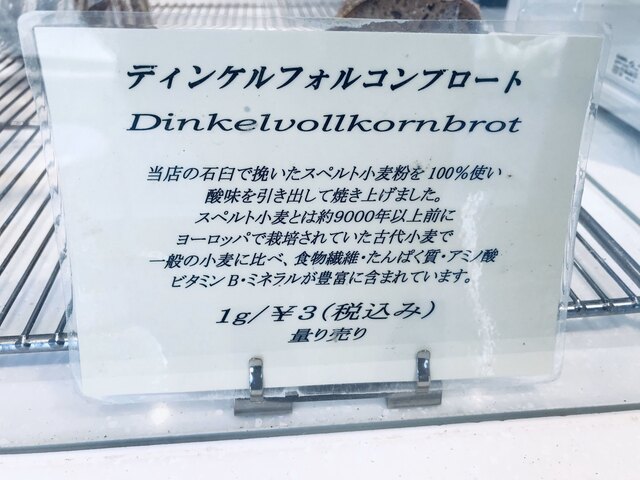 ディンケルフォルコンブロート
Dinkelvollkornbrot
当店の石臼で挽いたスペルト小麦粉を 100%使い
酸味を引き出して焼き上げました。
スペルト小麦とは約9000年以上前に
ヨーロッパで栽培されていた古代小麦で
一般の小麦に比べ、食物繊維・たんぱく質・アミノ酸
ビタミン B・ミネラルが豊富に含まれています。
1g/¥3(税込み)
量り売り